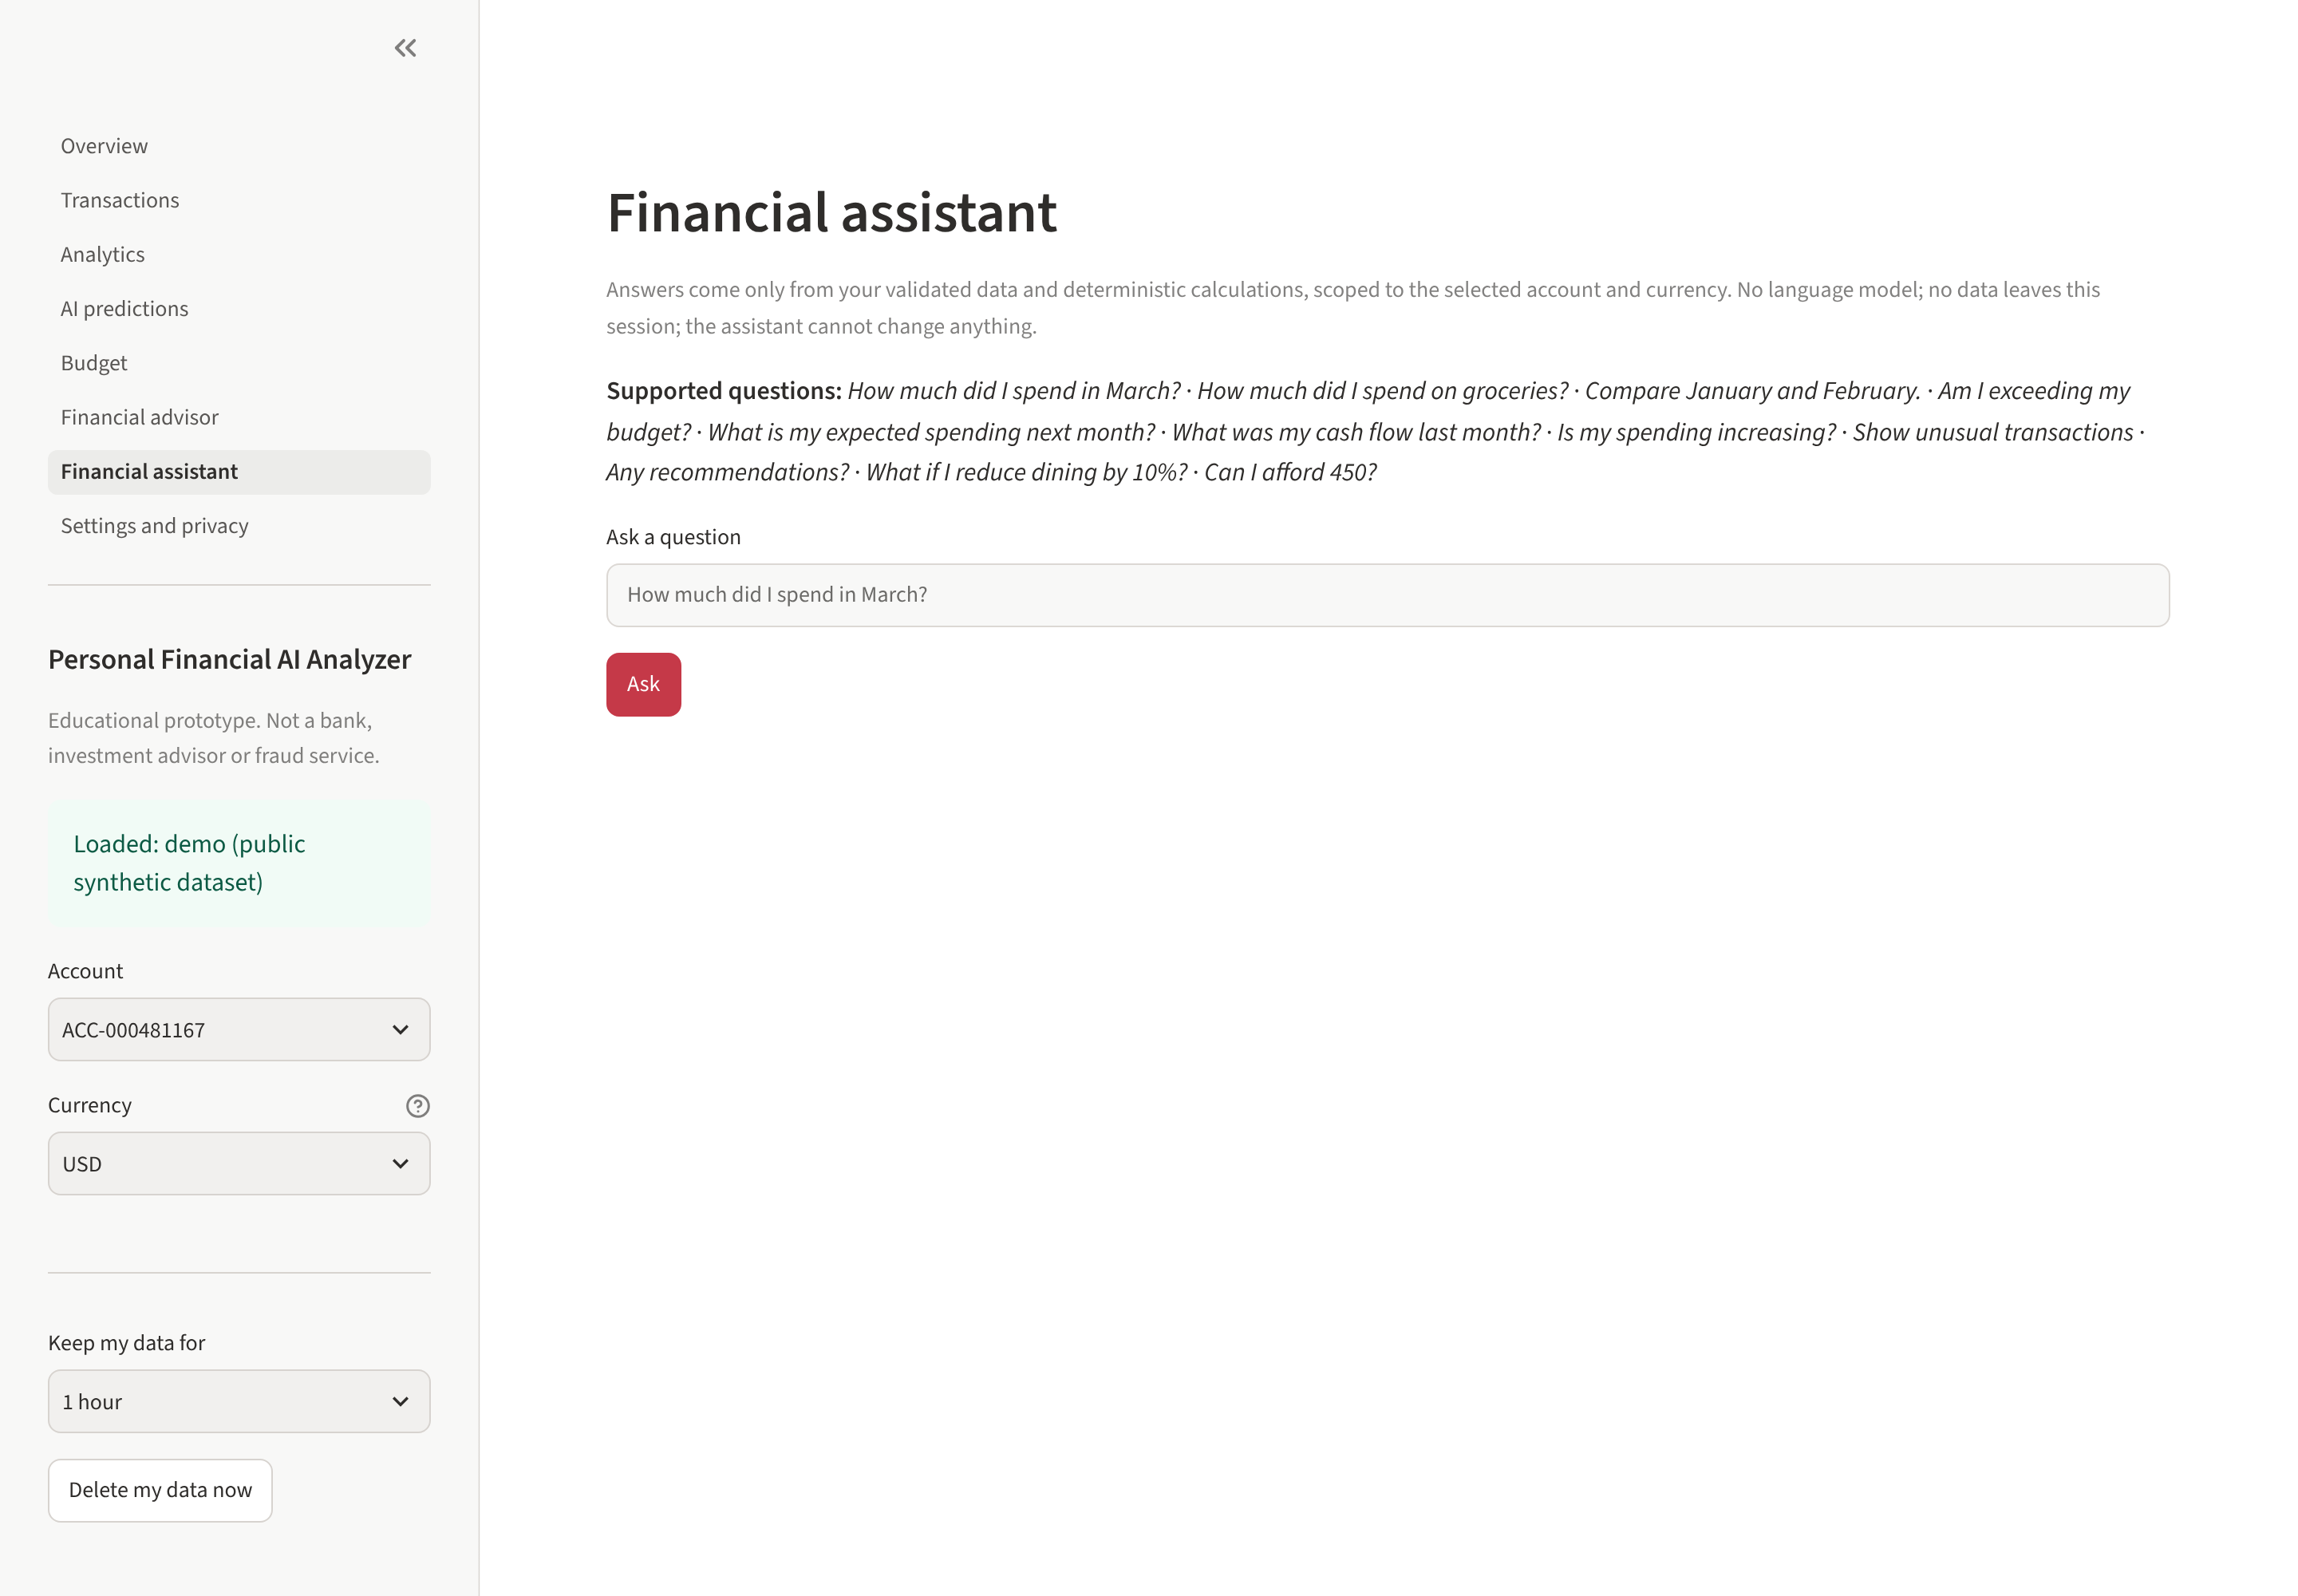 Overview
Transactions
Analytics
AI predictions
Budget
Financial advisor
Financial assistant
Settings and privacy
Personal Financial AI Analyzer
Educational prototype. Not a bank,
investment advisor or fraud service.
Loaded: demo (public
synthetic dataset)
Account
ACC-000481167
Currency
USD
Keep my data for
1 hour
Delete my data now
Financial assistant
Answers come only from your validated data and deterministic calculations, scoped to the selected account and currency. No language model; no data leaves this
session; the assistant cannot change anything.
Supported questions: How much did I spend in March? · How much did I spend on groceries? · Compare January and February. · Am I exceeding my
budget? · What is my expected spending next month? · What was my cash flow last month? · Is my spending increasing? · Show unusual transactions ·
Any recommendations? · What if I reduce dining by 10%? · Can I afford 450?
Ask a question
How much did I spend in March?
Ask